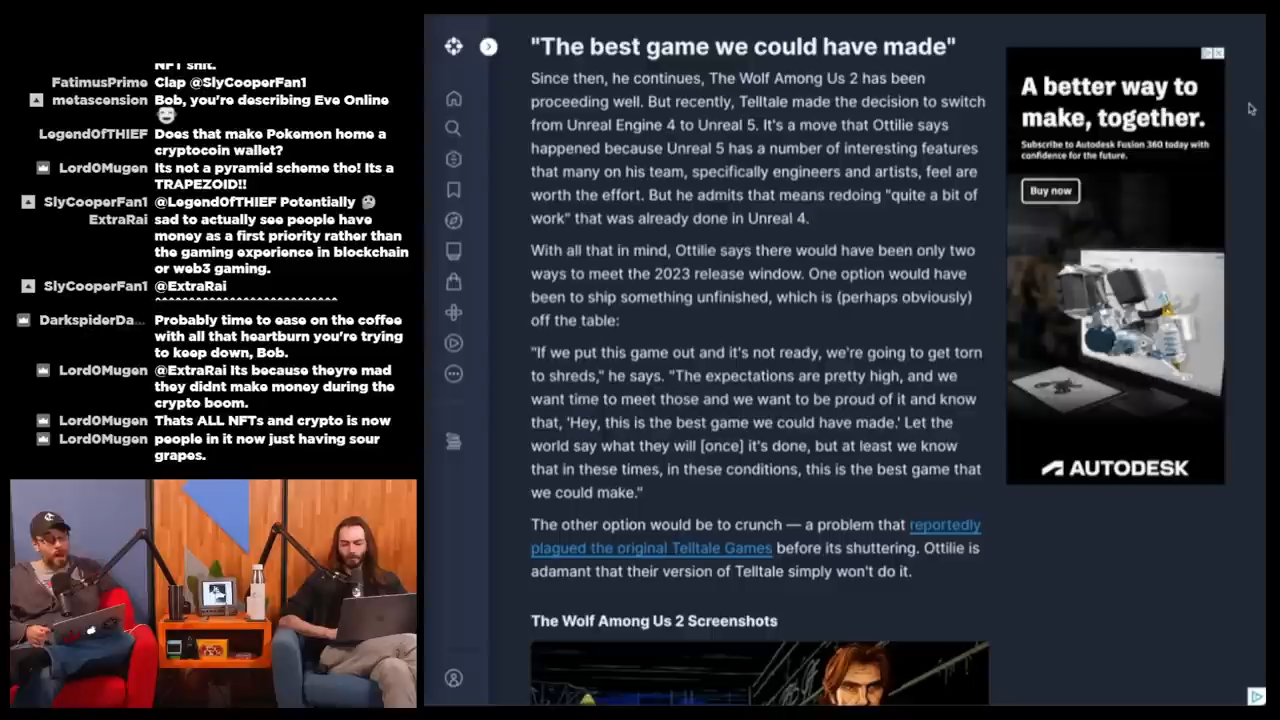 NFT shit.
FatimusPrime Clap @SlyCooperFan1
metascension Bob, you're describing Eve Online
LegendOfTHIEF Does that make Pokemon home a
cryptocoin wallet?
Lord0Mugen Its not a pyramid scheme tho! Its a
TRAPEZOID!!
SlyCooperFan1 @LegendOfTHIEF Potentially
ExtraRai sad to actually see people have
money as a first priority rather than
the gaming experience in blockchain
or web3 gaming.
SlyCooperFan1 @ExtraRai
^^^^^^^^^^^^^^^^^^^^^^^^^^
DarkspiderDa... Probably time to ease on the coffee
with all that heartburn you're trying
to keep down, Bob.
Lord0Mugen @ExtraRai Its because theyre mad
they didnt make money during the
crypto boom.
Lord0Mugen Thats ALL NFTs and crypto is now
Lord0Mugen people in it now just having sour
grapes.
"The best game we could have made"
Since then, he continues, The Wolf Among Us 2 has been
proceeding well. But recently, Telltale made the decision to switch
from Unreal Engine 4 to Unreal 5. It's a move that Ottilie says
happened because Unreal 5 has a number of interesting features
that many on his team, specifically engineers and artists, feel are
worth the effort. But he admits that means redoing "quite a bit of
work" that was already done in Unreal 4.
With all that in mind, Ottilie says there would have been only two
ways to meet the 2023 release window. One option would have
been to ship something unfinished, which is (perhaps obviously)
off the table:
"If we put this game out and it's not ready, we're going to get torn
to shreds," he says. "The expectations are pretty high, and we
want time to meet those and we want to be proud of it and know
that, 'Hey, this is the best game we could have made.' Let the
world say what they will [once] it's done, but at least we know
that in these times, in these conditions, this is the best game that
we could make."
The other option would be to crunch — a problem that reportedly
plagued the original Telltale Games before its shuttering. Ottilie is
adamant that their version of Telltale simply won't do it.
The Wolf Among Us 2 Screenshots
A better way to
make, together.
Subscribe to Autodesk Fusion 360 today with
confidence for the future.
Buy now
AUTODESK